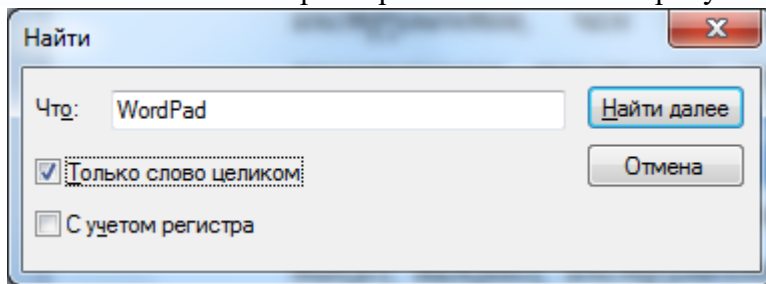 Найти
Что: WordPad
Найти далее
Только слово целиком
Отмена
С учетом регистра